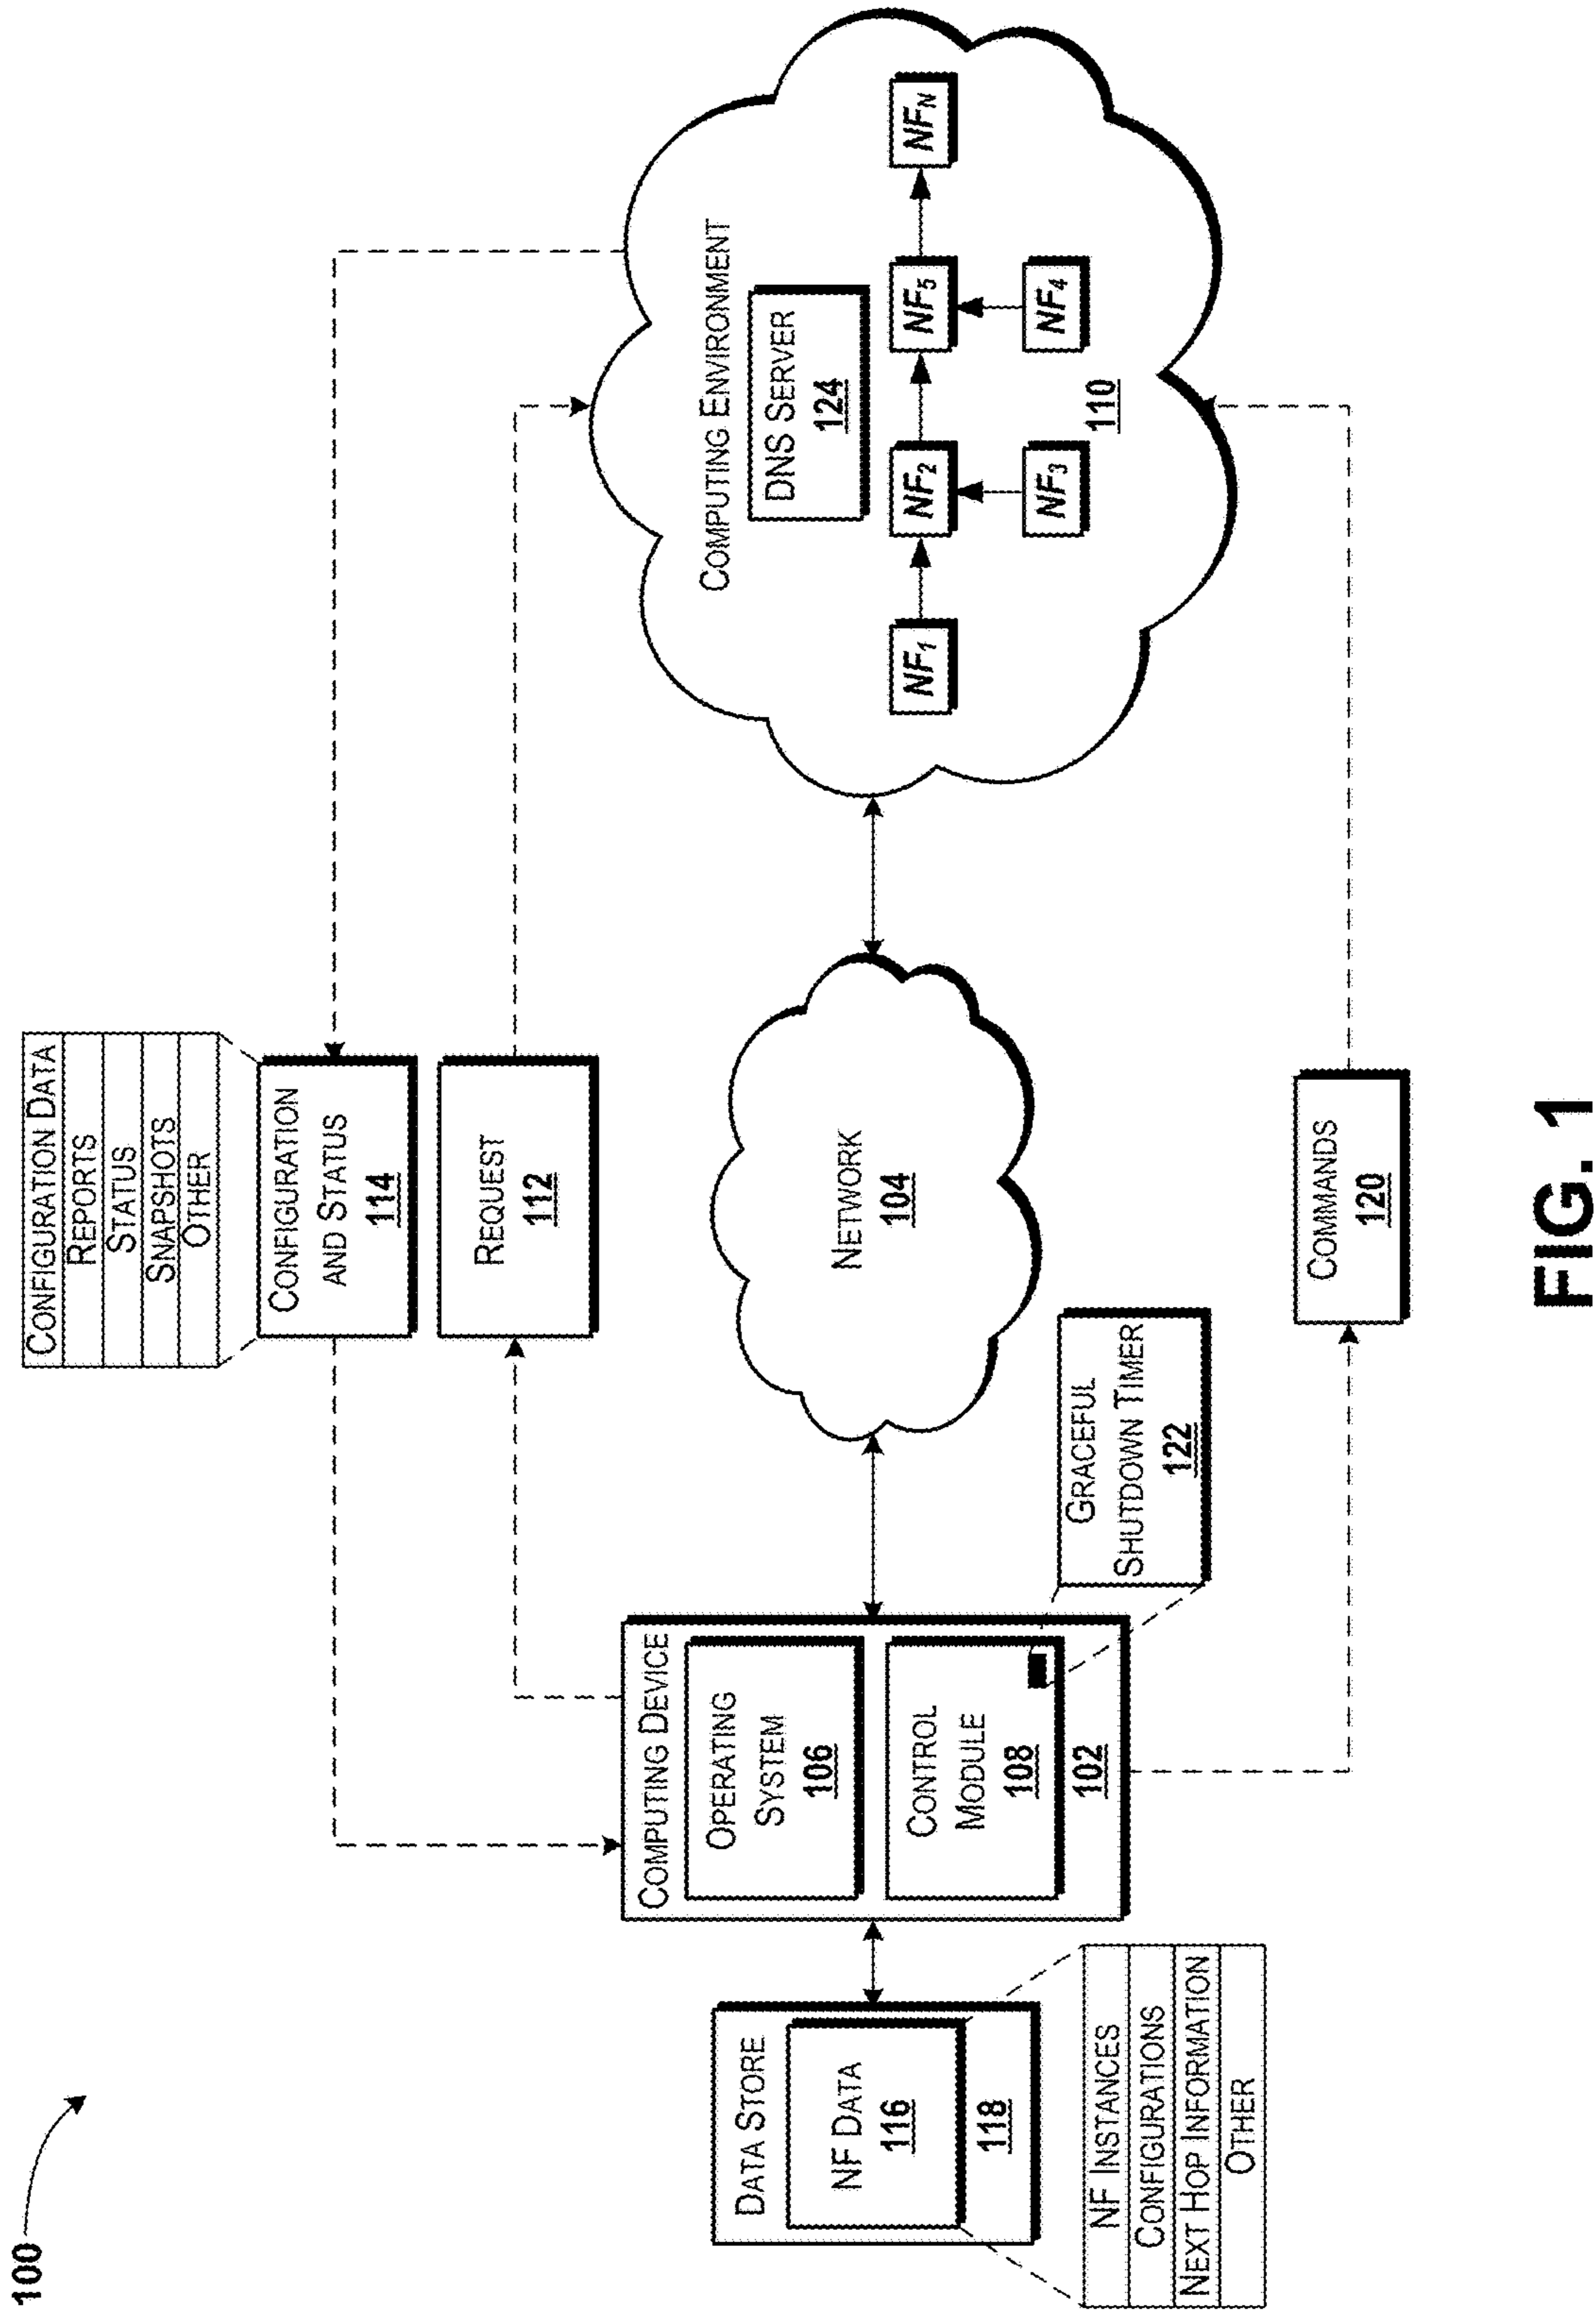 100
CONFIGURATION DATA
REPORTS
STATUS
SNAPSHOTS
OTHER
CONFIGURATION
AND STATUS
114
REQUEST
112
COMPUTING DEVICE
OPERATING
SYSTEM
106
CONTROL
MODULE
108
102
DATA STORE
NF DATA
116
118
NF INSTANCES
CONFIGURATIONS
NEXT HOP INFORMATION
OTHER
GRACEFUL
SHUTDOWN TIMER
122
NETWORK
104
COMPUTING ENVIRONMENT
DNS SERVER
124
NF1
NF2
NF5
NFN
NF3
NF4
110
COMMANDS
120
FIG. 1